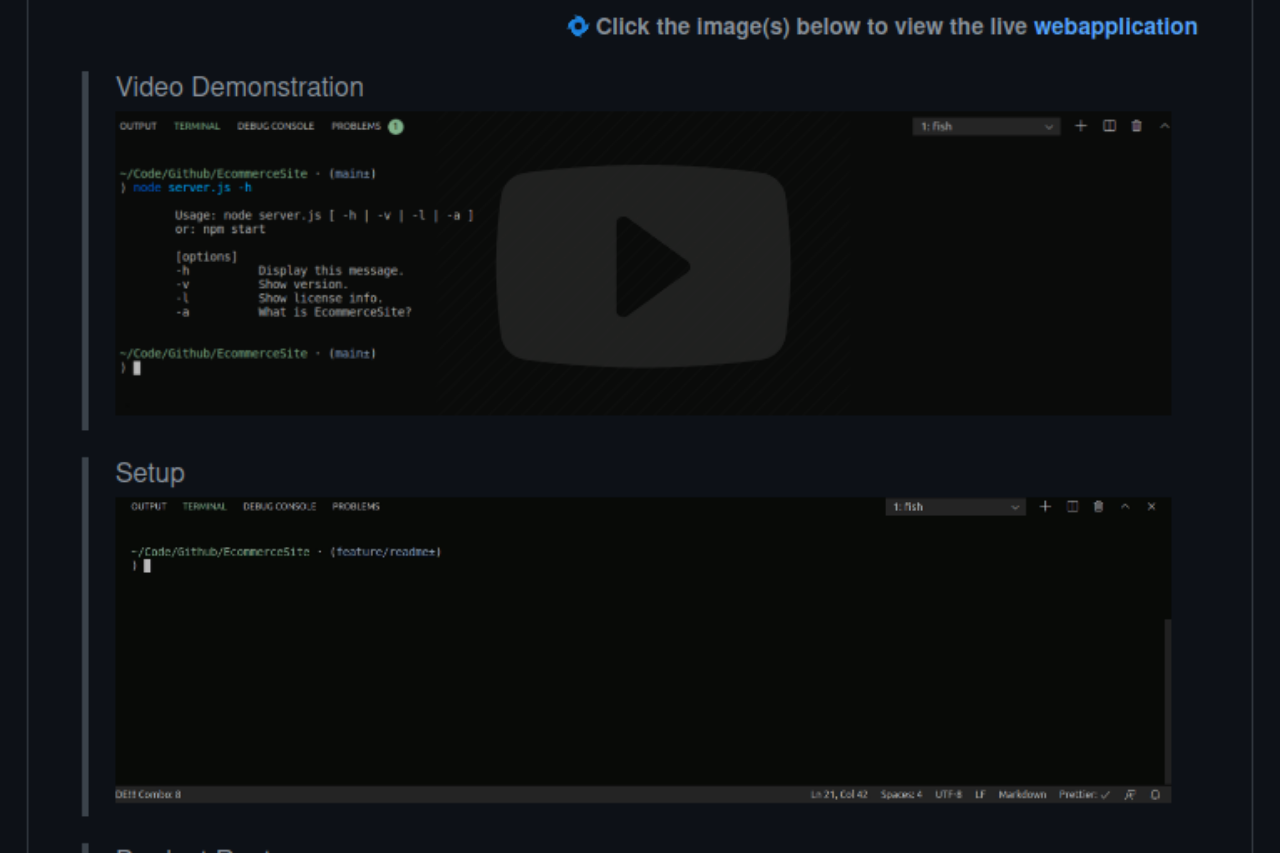 Click the image(s) below to view the live webapplication
Video Demonstration
OUTPUT TERMINAL DEBUG CONSOLE PROBLEMS 1 1: fish
~/Code/Github/EcommerceSite · (main±)
⟩ node server.js -h
Usage: node server.js [ -h | -v | -l | -a ]
or: npm start
[options]
-h Display this message.
-v Show version.
-l Show license info.
-a What is EcommerceSite?
~/Code/Github/EcommerceSite · (main±)
⟩
Setup
OUTPUT TERMINAL DEBUG CONSOLE PROBLEMS 1: fish
~/Code/Github/EcommerceSite · (feature/readme±)
⟩
Combo: 8 Ln 21, Col 42 Spaces: 4 UTF-8 LF Markdown Prettier: ✓